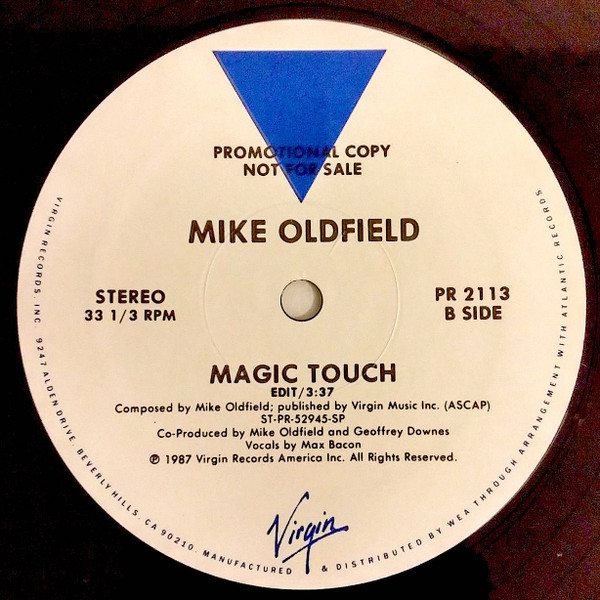 PROMOTIONAL COPY
NOT FOR SALE
MIKE OLDFIELD
STEREO
33 1/3 RPM
PR 2113
B SIDE
MAGIC TOUCH
EDIT/3:37
Composed by Mike Oldfield; published by Virgin Music Inc. (ASCAP)
ST-PR-52945-SP
Co-Produced by Mike Oldfield and Geoffrey Downes
Vocals by Max Bacon
℗ 1987 Virgin Records America Inc. All Rights Reserved.
Virgin
VIRGIN RECORDS, INC. 9247 ALDEN DRIVE, BEVERLY HILLS, CA 90210 MANUFACTURED & DISTRIBUTED BY WEA THROUGH ARRANGEMENT WITH ATLANTIC RECORDS